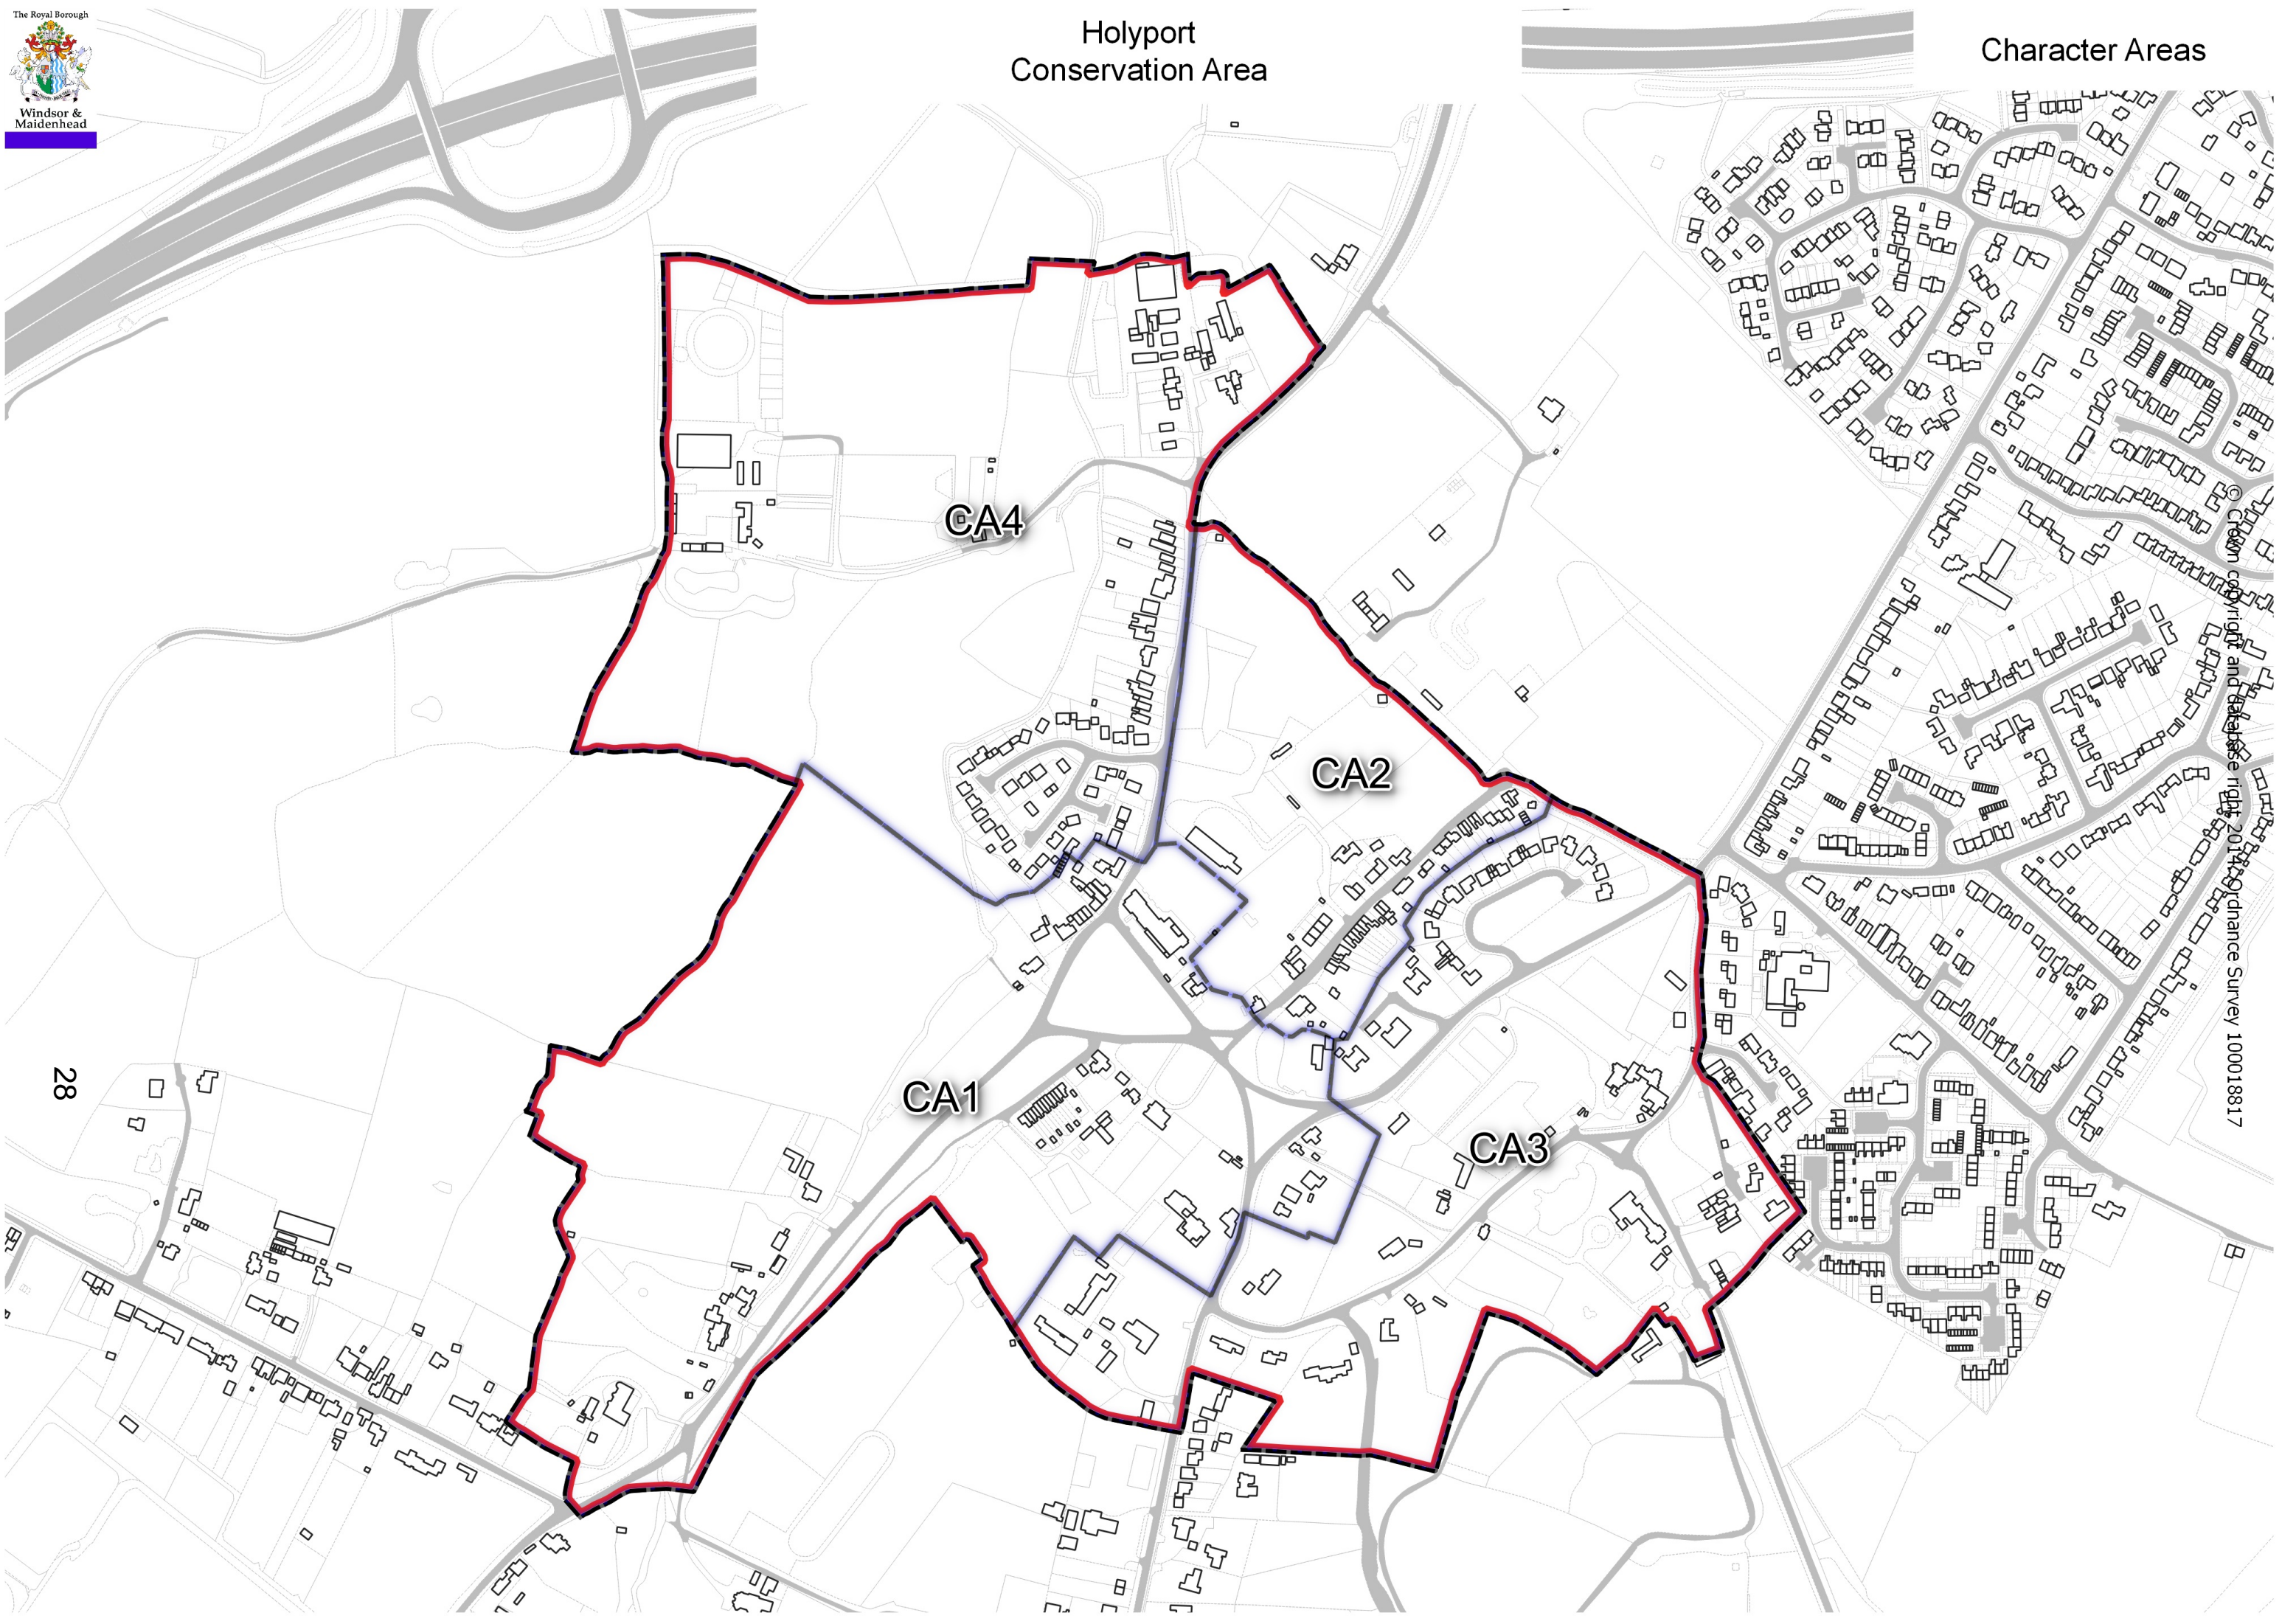 The Royal Borough
Windsor &
Maidenhead
Holyport
Conservation Area
Character Areas
CA4
CA2
CA1
CA3
28
© Crown copyright and database right 2014. Ordnance Survey 100018817